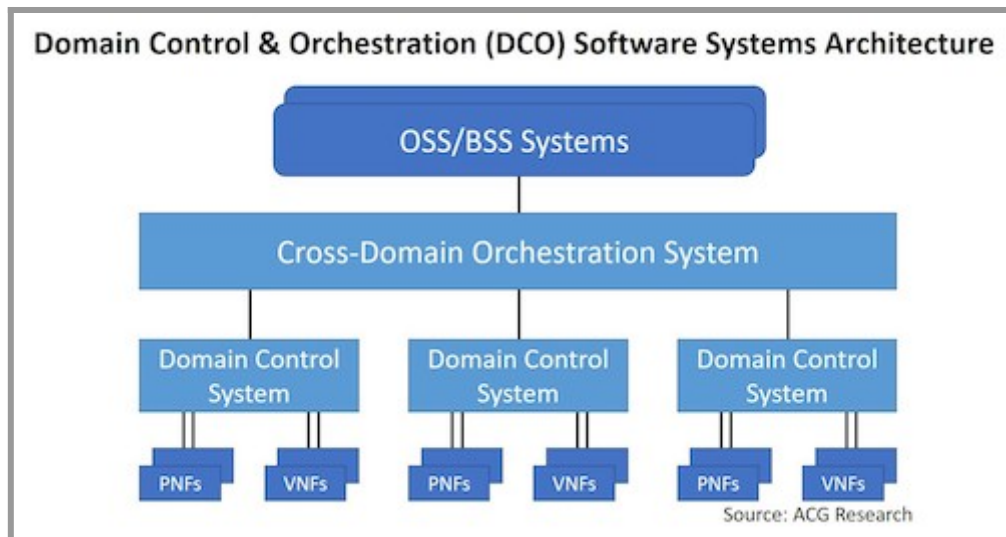 Domain Control & Orchestration (DCO) Software Systems Architecture
OSS/BSS Systems
Cross-Domain Orchestration System
Domain Control
System
Domain Control
System
Domain Control
System
PNFs
VNFs
PNFs
VNFs
PNFs
VNFs
Source: ACG Research